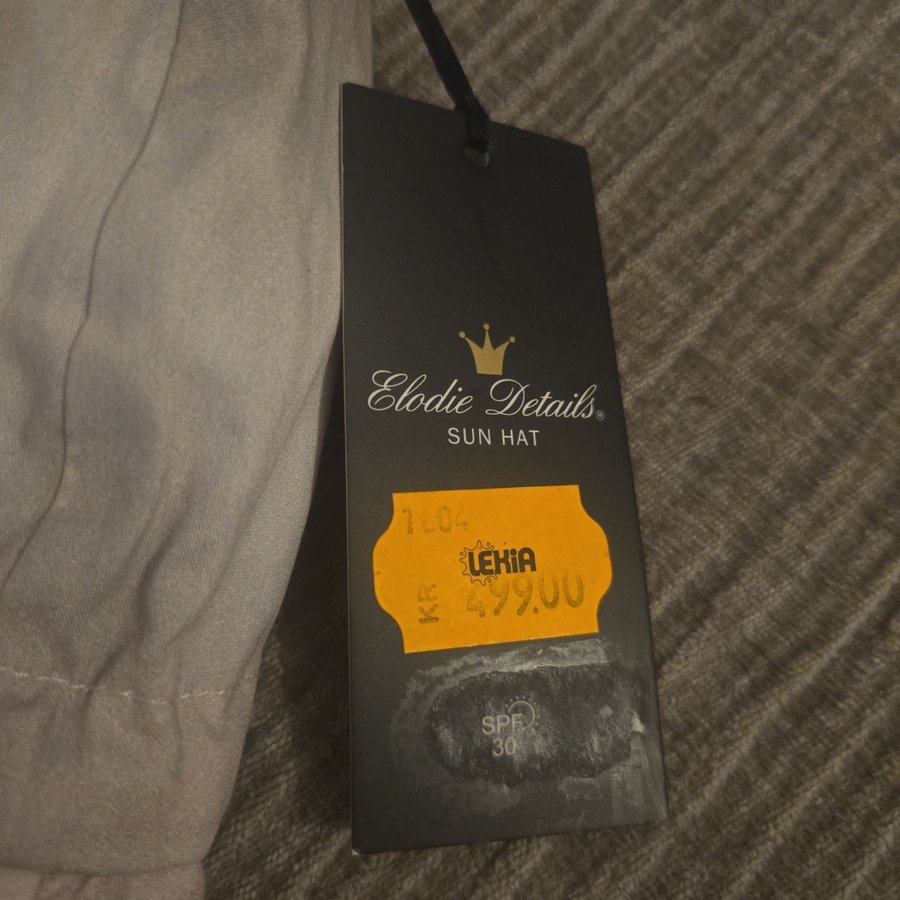 Elodie Details®
SUN HAT
1604
LEKiA
KR 499.00
SPF
30